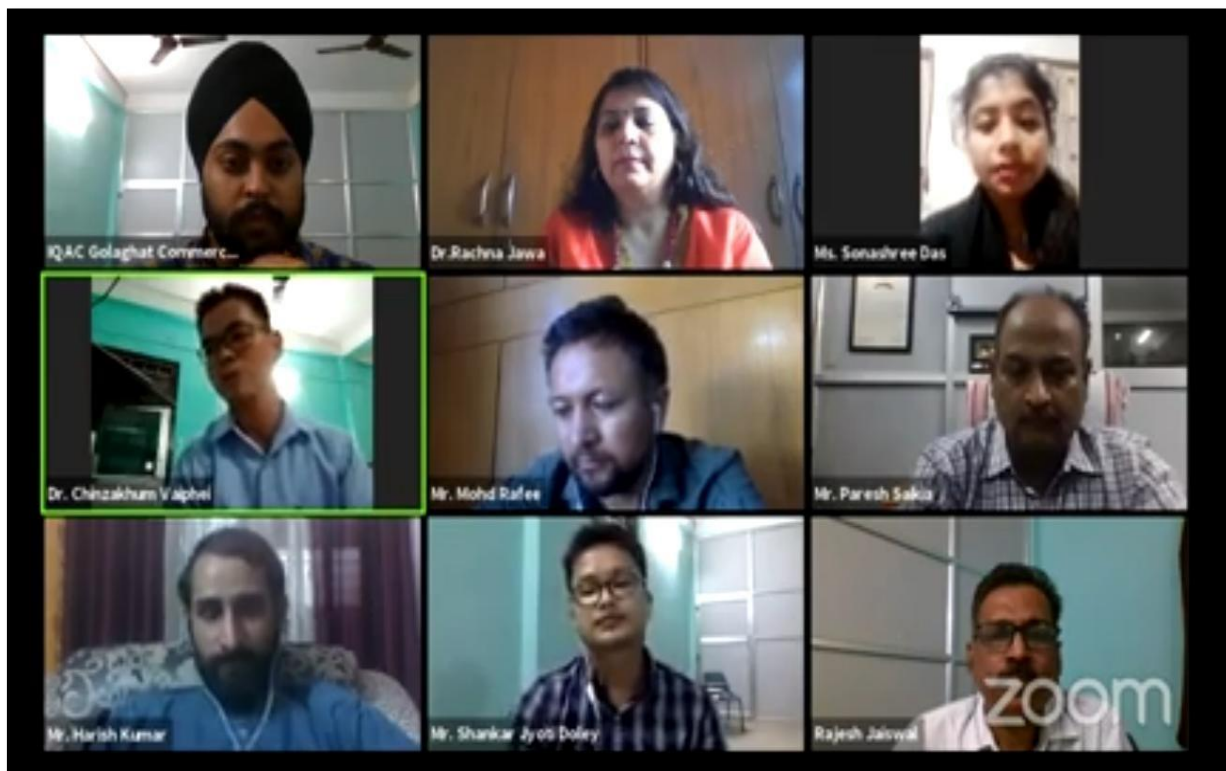 IQAC Golaghat Commerc...
Dr.Rachna Jawa
Ms. Sonashree Das
Dr. Chinzakhum Vaiphei
Mr. Mohd Rafee
Mr. Paresh Saikia
Mr. Harish Kumar
Mr. Shankar Jyoti Doley
Rajesh Jaiswal
zoom